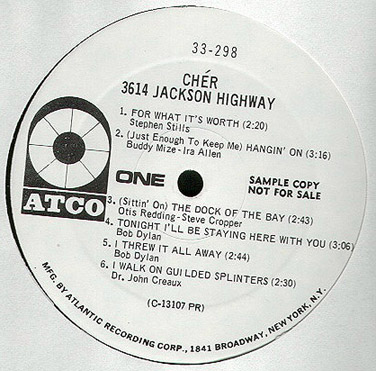 33-298
CHÉR
3614 JACKSON HIGHWAY
1. FOR WHAT IT'S WORTH (2:20)
Stephen Stills
2. (Just Enough To Keep Me) HANGIN' ON (3:16)
Buddy Mize - Ira Allen
ATCO
ONE
SAMPLE COPY
NOT FOR SALE
3. (Sittin' On) THE DOCK OF THE BAY (2:43)
Otis Redding - Steve Cropper
4. TONIGHT I'LL BE STAYING HERE WITH YOU (3:06)
Bob Dylan
5. I THREW IT ALL AWAY (2:44)
Bob Dylan
6. I WALK ON GUILDED SPLINTERS (2:30)
Dr. John Creaux
(C-13107 PR)
MFG. BY ATLANTIC RECORDING CORP., 1841 BROADWAY, NEW YORK, N.Y.